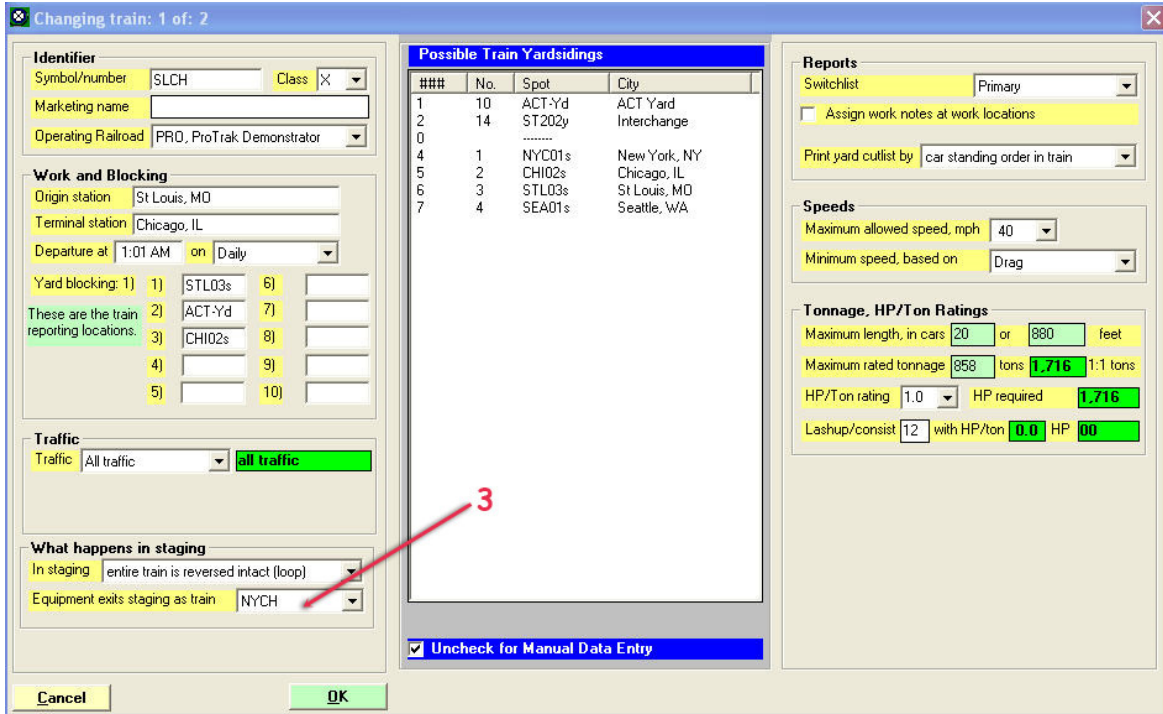 Changing train: 1 of: 2
Identifier
Symbol/number SLCH Class X
Marketing name
Operating Railroad PRO, ProTrak Demonstrator
Work and Blocking
Origin station St Louis, MO
Terminal station Chicago, IL
Departure at 1:01 AM on Daily
Yard blocking: 1) 1) STL03s 6)
These are the train
reporting locations.
2) ACT-Yd 7)
3) CHI02s 8)
4) 9)
5) 10)
Traffic
Traffic All traffic all traffic
What happens in staging
In staging entire train is reversed intact (loop)
Equipment exits staging as train NYCH
Cancel OK
Possible Train Yardsidings
### No. Spot City
1 10 ACT-Yd ACT Yard
2 14 ST202y Interchange
0 --------
4 1 NYC01s New York, NY
5 2 CHI02s Chicago, IL
6 3 STL03s St Louis, MO
7 4 SEA01s Seattle, WA
3
Uncheck for Manual Data Entry
Reports
Switchlist Primary
Assign work notes at work locations
Print yard cutlist by car standing order in train
Speeds
Maximum allowed speed, mph 40
Minimum speed, based on Drag
Tonnage, HP/Ton Ratings
Maximum length, in cars 20 or 880 feet
Maximum rated tonnage 858 tons 1,716 1:1 tons
HP/Ton rating 1.0 HP required 1,716
Lashup/consist 12 with HP/ton 0.0 HP 00